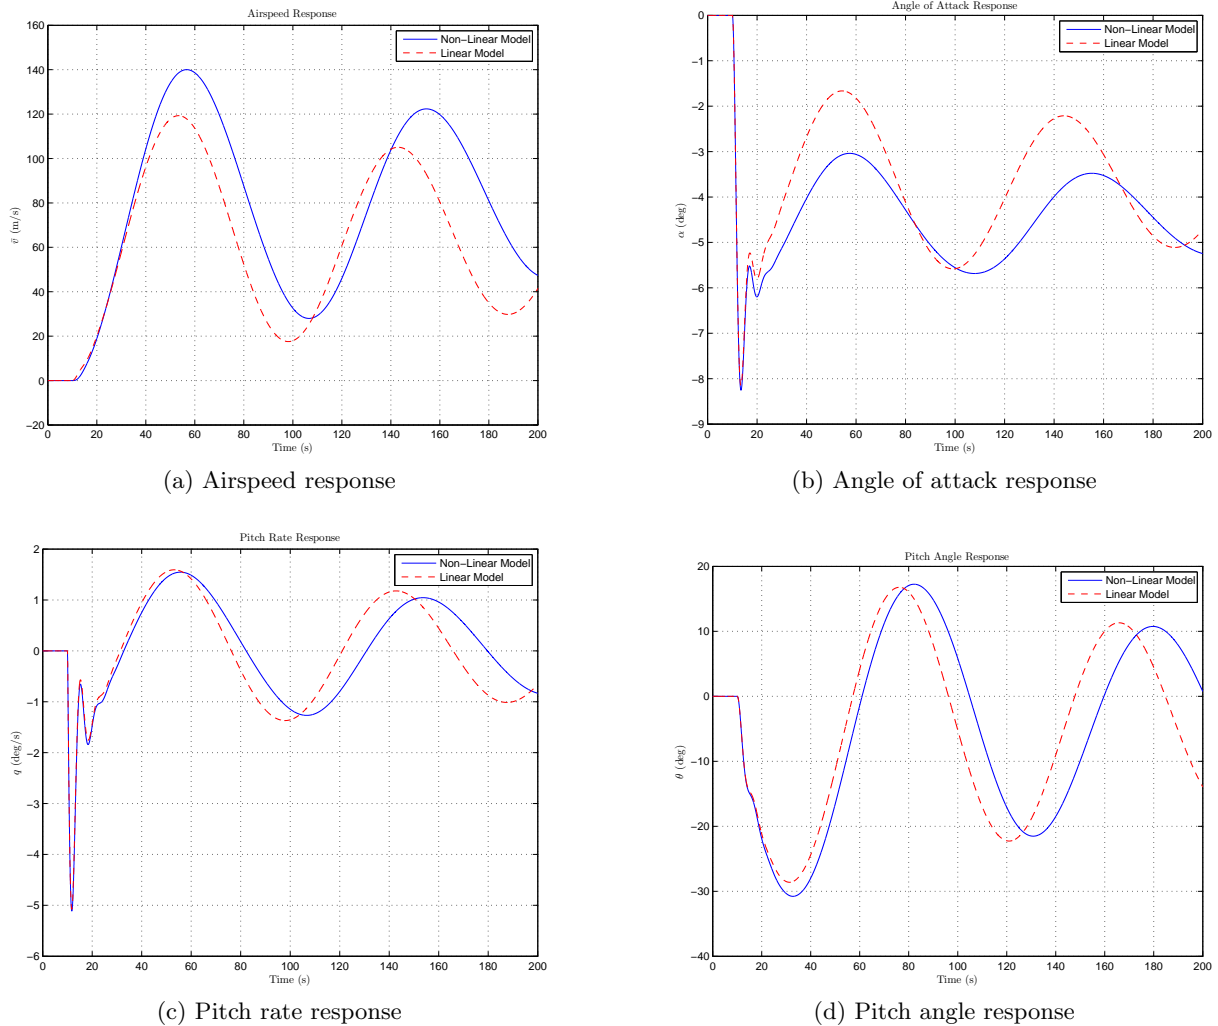 Airspeed Response
140
120
100
80
60
40
20
0
−20
v̄ (m/s)
Non−Linear Model
Linear Model
0 20 40 60 80 100 120 140 160 180 200
Time (s)
(a) Airspeed response
Angle of Attack Response
0
−1
−2
−3
−4
−5
−6
−7
−8
−9
α (deg)
Non−Linear Model
Linear Model
0 20 40 60 80 100 120 140 160 180 200
Time (s)
(b) Angle of attack response
Pitch Rate Response
2
1
0
−1
−2
−3
−4
−5
−6
q (deg/s)
Non−Linear Model
Linear Model
0 20 40 60 80 100 120 140 160 180 200
Time (s)
(c) Pitch rate response
Pitch Angle Response
20
10
0
−10
−20
−30
−40
θ (deg)
Non−Linear Model
Linear Model
0 20 40 60 80 100 120 140 160 180 200
Time (s)
(d) Pitch angle response